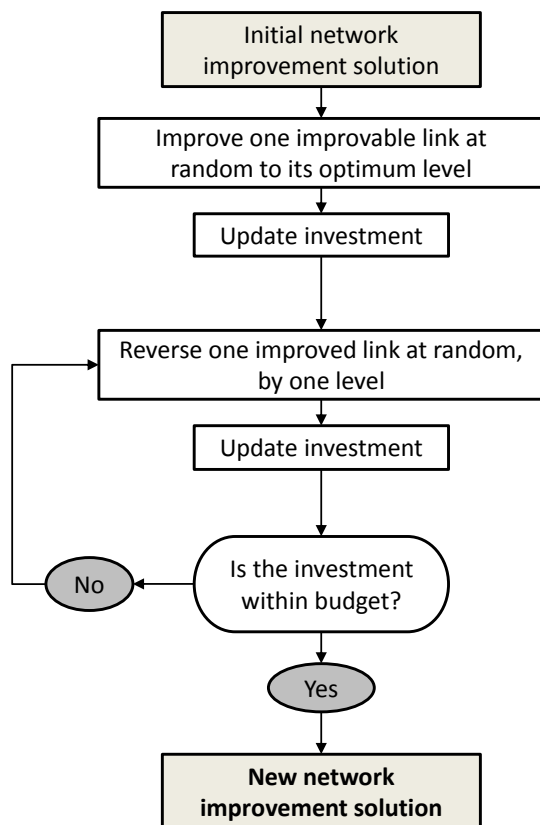 Initial network
improvement solution
Improve one improvable link at
random to its optimum level
Update investment
Reverse one improved link at random,
by one level
Update investment
Is the investment
within budget?
No
Yes
New network
improvement solution